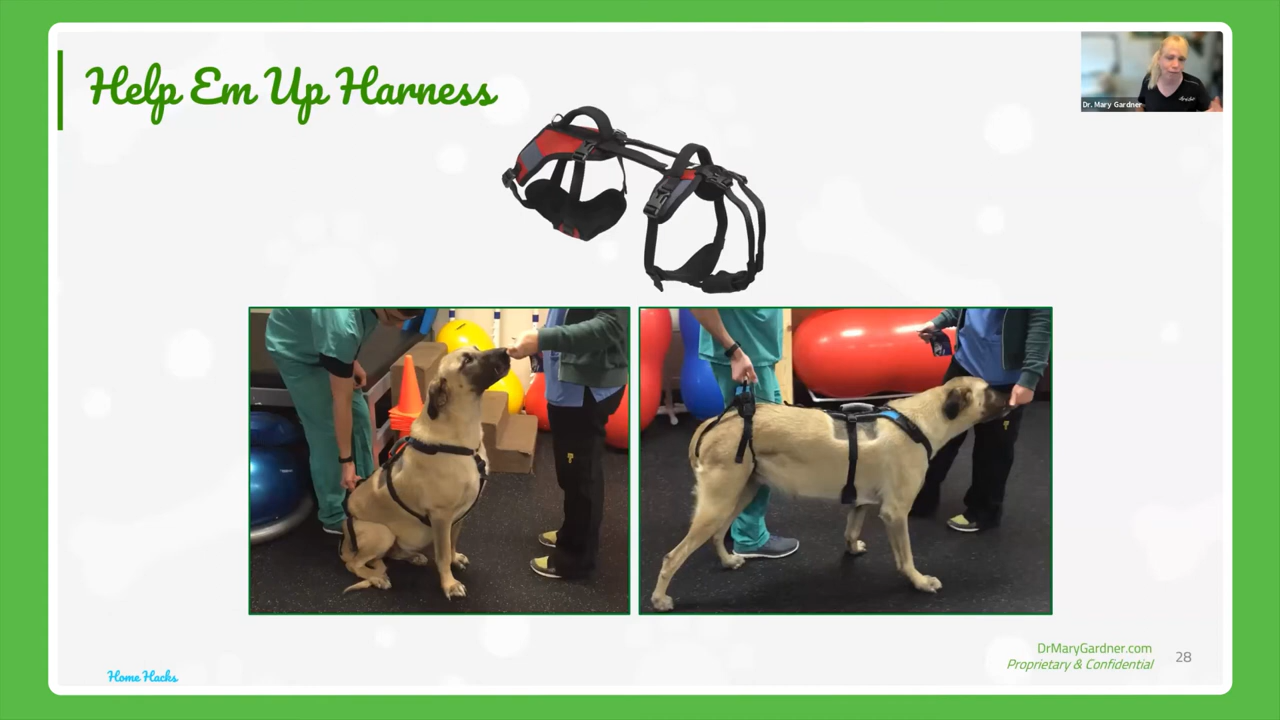 Help Em Up Harness
Dr. Mary Gardner
DrMaryGardner.com
Proprietary & Confidential
28
Home Hacks